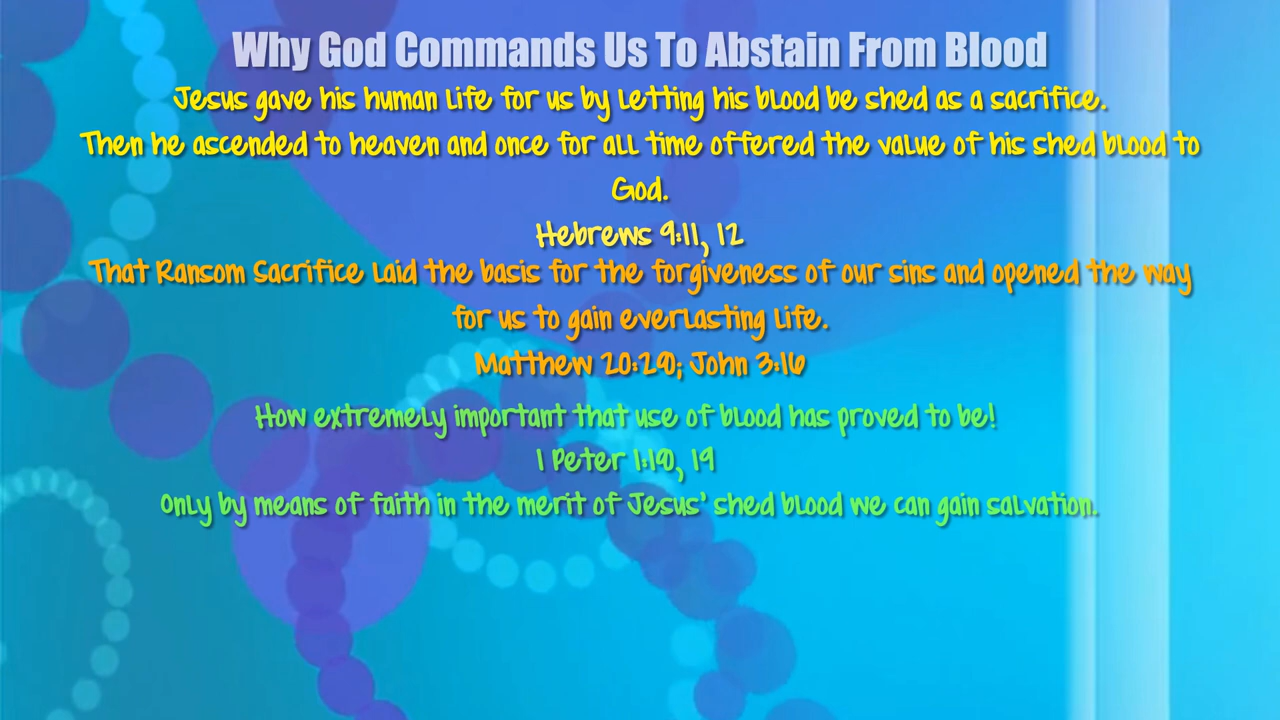 Why God Commands Us To Abstain From Blood
Jesus gave his human life for us by letting his blood be shed as a sacrifice.
Then he ascended to heaven and once for all time offered the value of his shed blood to
God.
Hebrews 9:11, 12
That Ransom Sacrifice laid the basis for the forgiveness of our sins and opened the way
for us to gain everlasting life.
Matthew 20:28; John 3:16
How extremely important that use of blood has proved to be!
1 Peter 1:18, 19
Only by means of faith in the merit of Jesus' shed blood we can gain salvation.